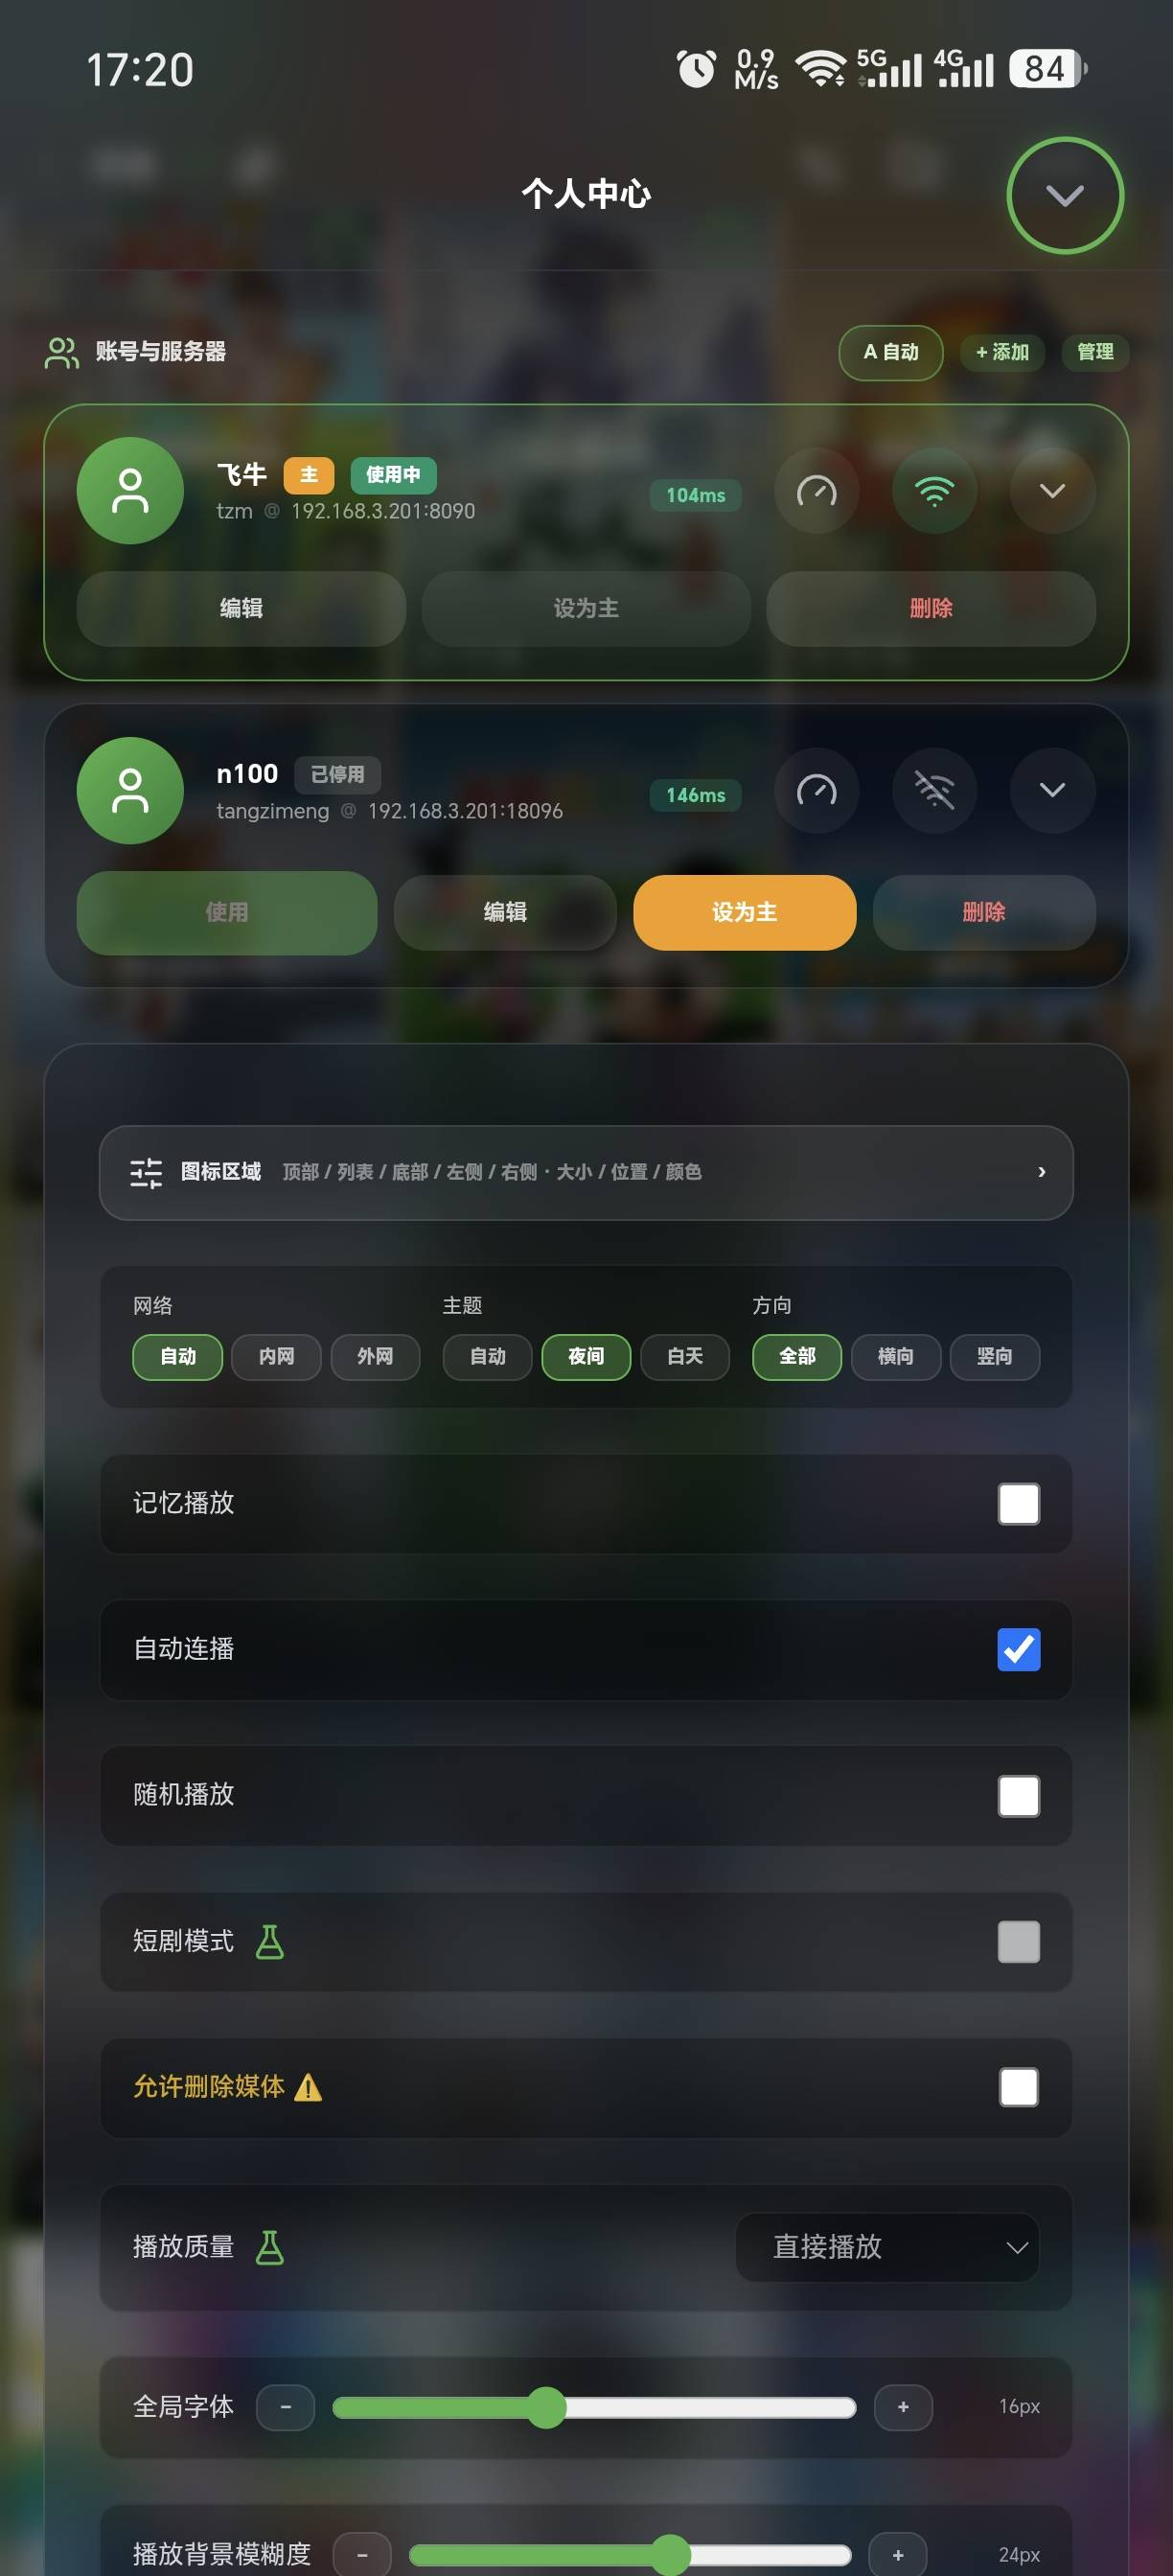 17:20
0.9 M/s 5G 4G 84
个人中心
账号与服务器 A 自动 + 添加 管理
飞牛 主 使用中
tzm @ 192.168.3.201:8090
104ms
编辑 设为主 删除
n100 已停用
tangzimeng @ 192.168.3.201:18096
146ms
使用 编辑 设为主 删除
图标区域 顶部 / 列表 / 底部 / 左侧 / 右侧 · 大小 / 位置 / 颜色 ›
网络 主题 方向
自动 内网 外网 自动 夜间 白天 全部 横向 竖向
记忆播放
自动连播
随机播放
短剧模式
允许删除媒体 ⚠️
播放质量 直接播放
全局字体 − + 16px
播放背景模糊度 − + 24px